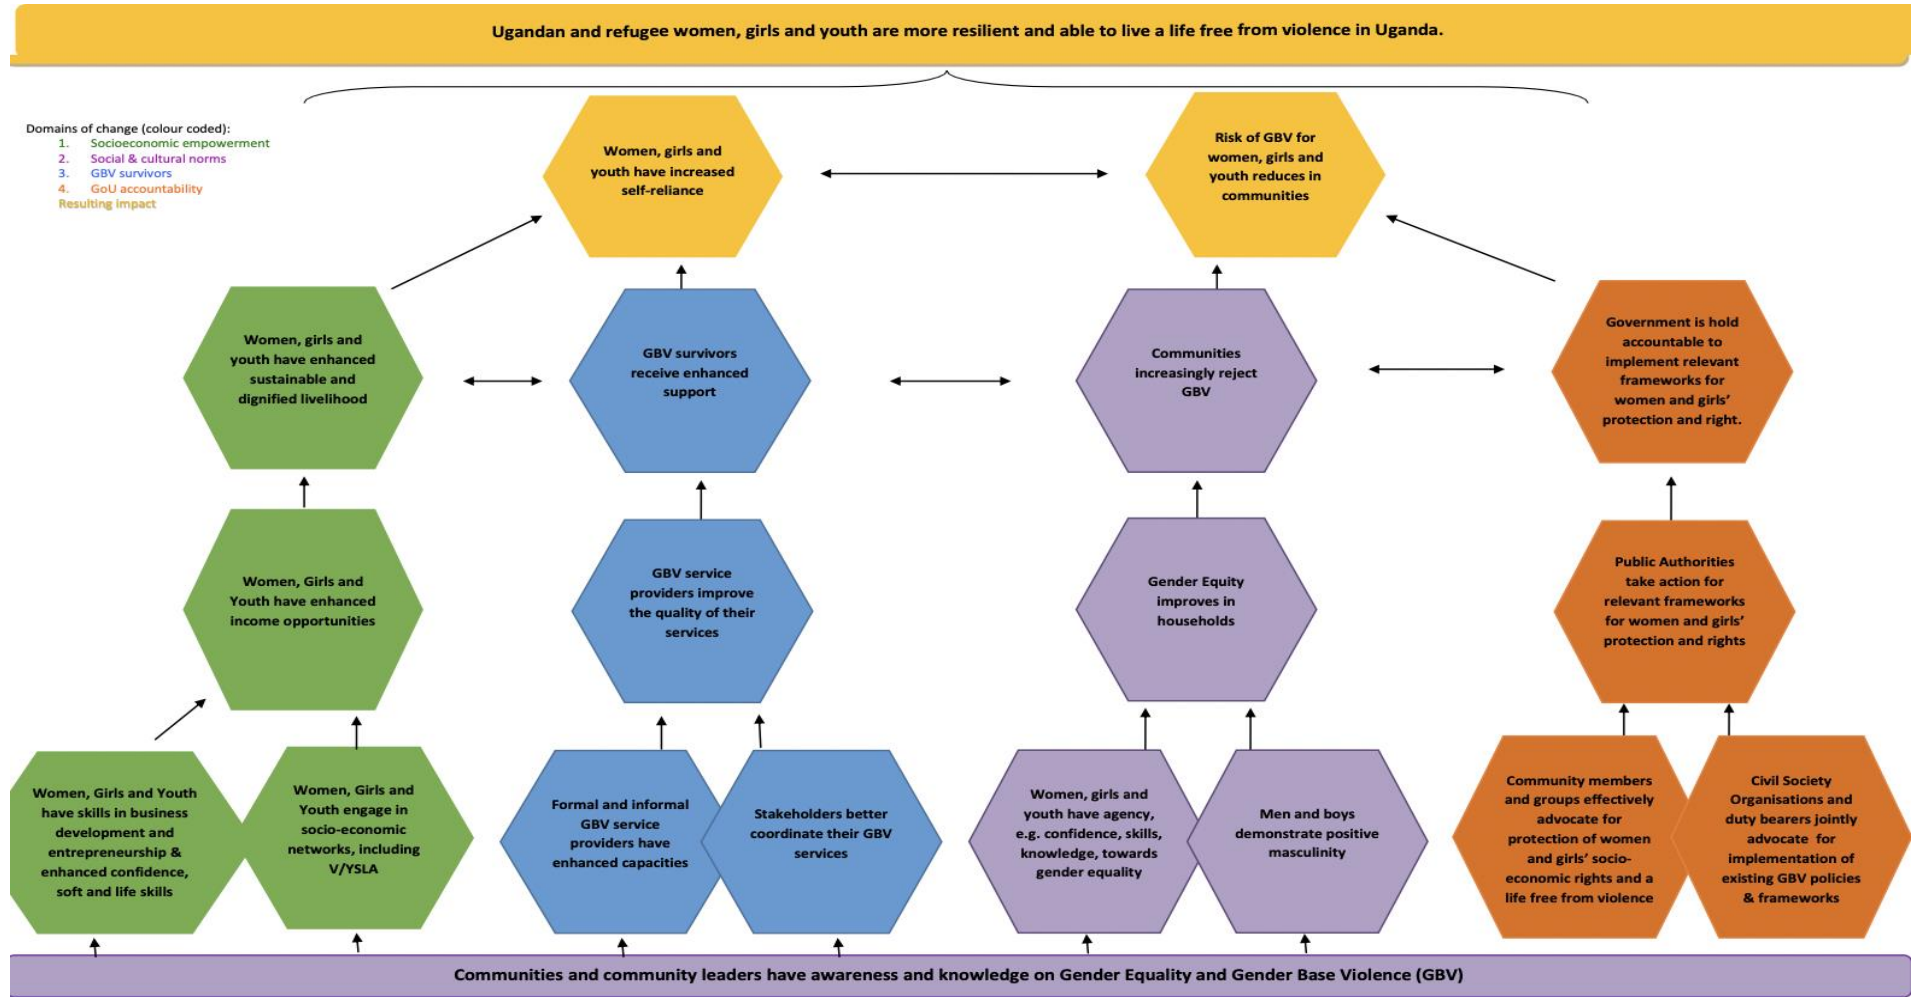 Ugandan and refugee women, girls and youth are more resilient and able to live a life free from violence in Uganda.
Domains of change (colour coded):
1. Socioeconomic empowerment
2. Social & cultural norms
3. GBV survivors
4. GoU accountability
Resulting impact
Women, girls and
youth have increased
self-reliance
Risk of GBV for
women, girls and
youth reduces in
communities
Women, girls and
youth have enhanced
sustainable and
dignified livelihood
GBV survivors
receive enhanced
support
Communities
increasingly reject
GBV
Government is hold
accountable to
implement relevant
frameworks for
women and girls'
protection and right.
Women, Girls and
Youth have enhanced
income opportunities
GBV service
providers improve
the quality of their
services
Gender Equity
improves in
households
Public Authorities
take action for
relevant frameworks
for women and girls'
protection and rights
Women, Girls and Youth
have skills in business
development and
entrepreneurship &
enhanced confidence,
soft and life skills
Women, Girls and
Youth engage in
socio-economic
networks, including
V/YSLA
Formal and informal
GBV service
providers have
enhanced capacities
Stakeholders better
coordinate their GBV
services
Women, girls and
youth have agency,
e.g. confidence, skills,
knowledge, towards
gender equality
Men and boys
demonstrate positive
masculinity
Community members
and groups effectively
advocate for
protection of women
and girls' socio-
economic rights and a
life free from violence
Civil Society
Organisations and
duty bearers jointly
advocate for
implementation of
existing GBV policies
& frameworks
Communities and community leaders have awareness and knowledge on Gender Equality and Gender Base Violence (GBV)